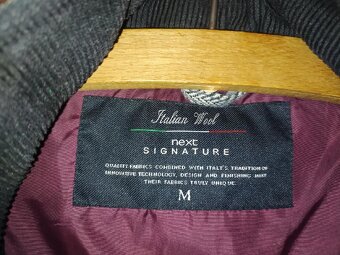 Italian Wool
next
SIGNATURE
QUALITY FABRICS COMBINED WITH ITALY'S TRADITION OF
INNOVATIVE TECHNOLOGY, DESIGN AND FINISHING MAKE
THEIR FABRICS TRULY UNIQUE.
M